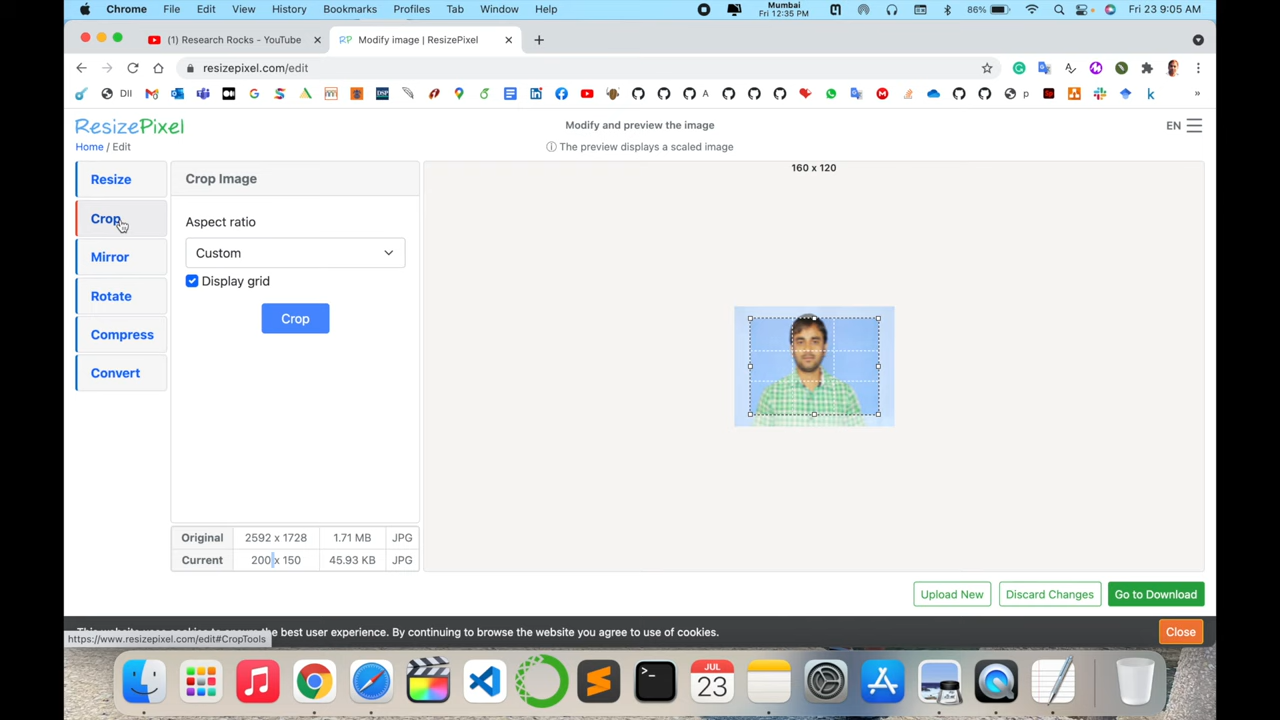 Chrome File Edit View History Bookmarks Profiles Tab Window Help Mumbai Fri 12:35 PM 86% Fri 23 9:05 AM
(1) Research Rocks - YouTube Modify image | ResizePixel
resizepixel.com/edit
DII A p
ResizePixel Modify and preview the image EN
Home / Edit The preview displays a scaled image
Resize Crop Image 160 x 120
Crop Aspect ratio
Custom
Mirror
Display grid
Rotate
Crop
Compress
Convert
Original 2592 x 1728 1.71 MB JPG
Current 200 x 150 45.93 KB JPG
Upload New Discard Changes Go to Download
the best user experience. By continuing to browse the website you agree to use of cookies. Close
https://www.resizepixel.com/edit#CropTools
JUL
23